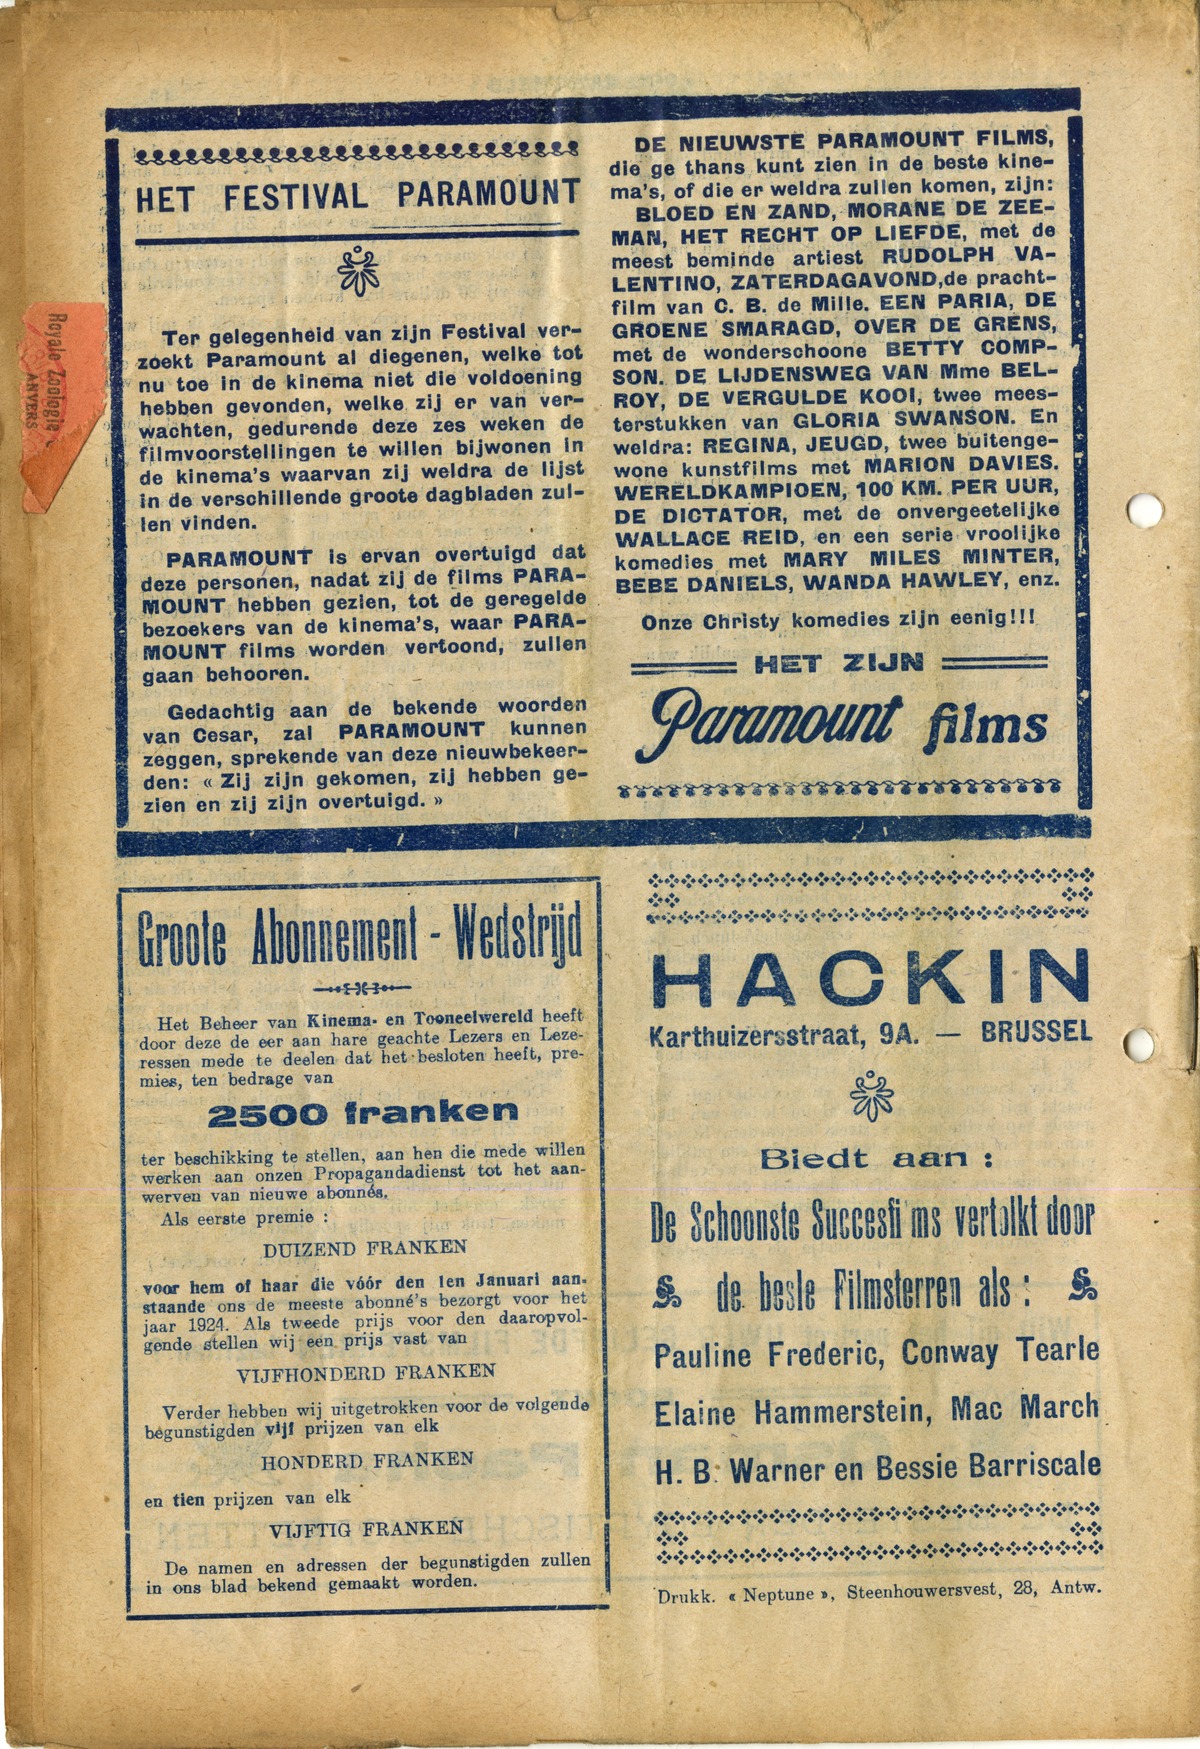 HET FESTIVAL PARAMOUNT
Ter gelegenheid van zijn Festival ver-
zoekt Paramount al diegenen, welke tot
nu toe in de kinema niet die voldoening
hebben gevonden, welke zij er van ver-
wachten, gedurende deze zes weken de
filmvoorstellingen te willen bijwonen in
de kinema's waarvan zij weldra de lijst
in de verschillende groote dagbladen zul-
len vinden.
PARAMOUNT is ervan overtuigd dat
deze personen, nadat zij de films PARA-
MOUNT hebben gezien, tot de geregelde
bezoekers van de kinema's, waar PARA-
MOUNT films worden vertoond, zullen
gaan behooren.
Gedachtig aan de bekende woorden
van Cesar, zal PARAMOUNT kunnen
zeggen, sprekende van deze nieuwbekeer-
den: « Zij zijn gekomen, zij hebben ge-
zien en zij zijn overtuigd. »
DE NIEUWSTE PARAMOUNT FILMS,
die ge thans kunt zien in de beste kine-
ma's, of die er weldra zullen komen, zijn:
BLOED EN ZAND, MORANE DE ZEE-
MAN, HET RECHT OP LIEFDE, met de
meest beminde artiest RUDOLPH VA-
LENTINO, ZATERDAGAVOND,de pracht-
film van C. B. de Mille. EEN PARIA, DE
GROENE SMARAGD, OVER DE GRENS,
met de wonderschoone BETTY COMP-
SON. DE LIJDENSWEG VAN Mme BEL-
ROY, DE VERGULDE KOOI, twee mees-
terstukken van GLORIA SWANSON. En
weldra: REGINA, JEUGD, twee buitenge-
wone kunstfilms met MARION DAVIES.
WERELDKAMPIOEN, 100 KM. PER UUR,
DE DICTATOR, met de onvergeetelijke
WALLACE REID, en een serie vroolijke
komedies met MARY MILES MINTER,
BEBE DANIELS, WANDA HAWLEY, enz.
Onze Christy komedies zijn eenig!!!
HET ZIJN
Paramount films
Royale Zoologie
ANVERS
Groote Abonnement - Wedstrijd
Het Beheer van Kinema- en Tooneelwereld heeft
door deze de eer aan hare geachte Lezers en Leze-
ressen mede te deelen dat het besloten heeft, pre-
mies, ten bedrage van
2500 franken
ter beschikking te stellen, aan hen die mede willen
werken aan onzen Propagandadienst tot het aan-
werven van nieuwe abonnés.
Als eerste premie :
DUIZEND FRANKEN
voor hem of haar die vóór den 1en Januari aan-
staande ons de meeste abonné's bezorgt voor het
jaar 1924. Als tweede prijs voor den daaropvol-
gende stellen wij een prijs vast van
VIJFHONDERD FRANKEN
Verder hebben wij uitgetrokken voor de volgende
begunstigden vijf prijzen van elk
HONDERD FRANKEN
en tien prijzen van elk
VIJFTIG FRANKEN
De namen en adressen der begunstigden zullen
in ons blad bekend gemaakt worden.
HACKIN
Karthuizersstraat, 9A. — BRUSSEL
Biedt aan :
De Schoonste Succesfilms vertolkt door
de beste Filmsterren als :
Pauline Frederic, Conway Tearle
Elaine Hammerstein, Mac March
H. B. Warner en Bessie Barriscale
Drukk. « Neptune », Steenhouwersvest, 28, Antw.